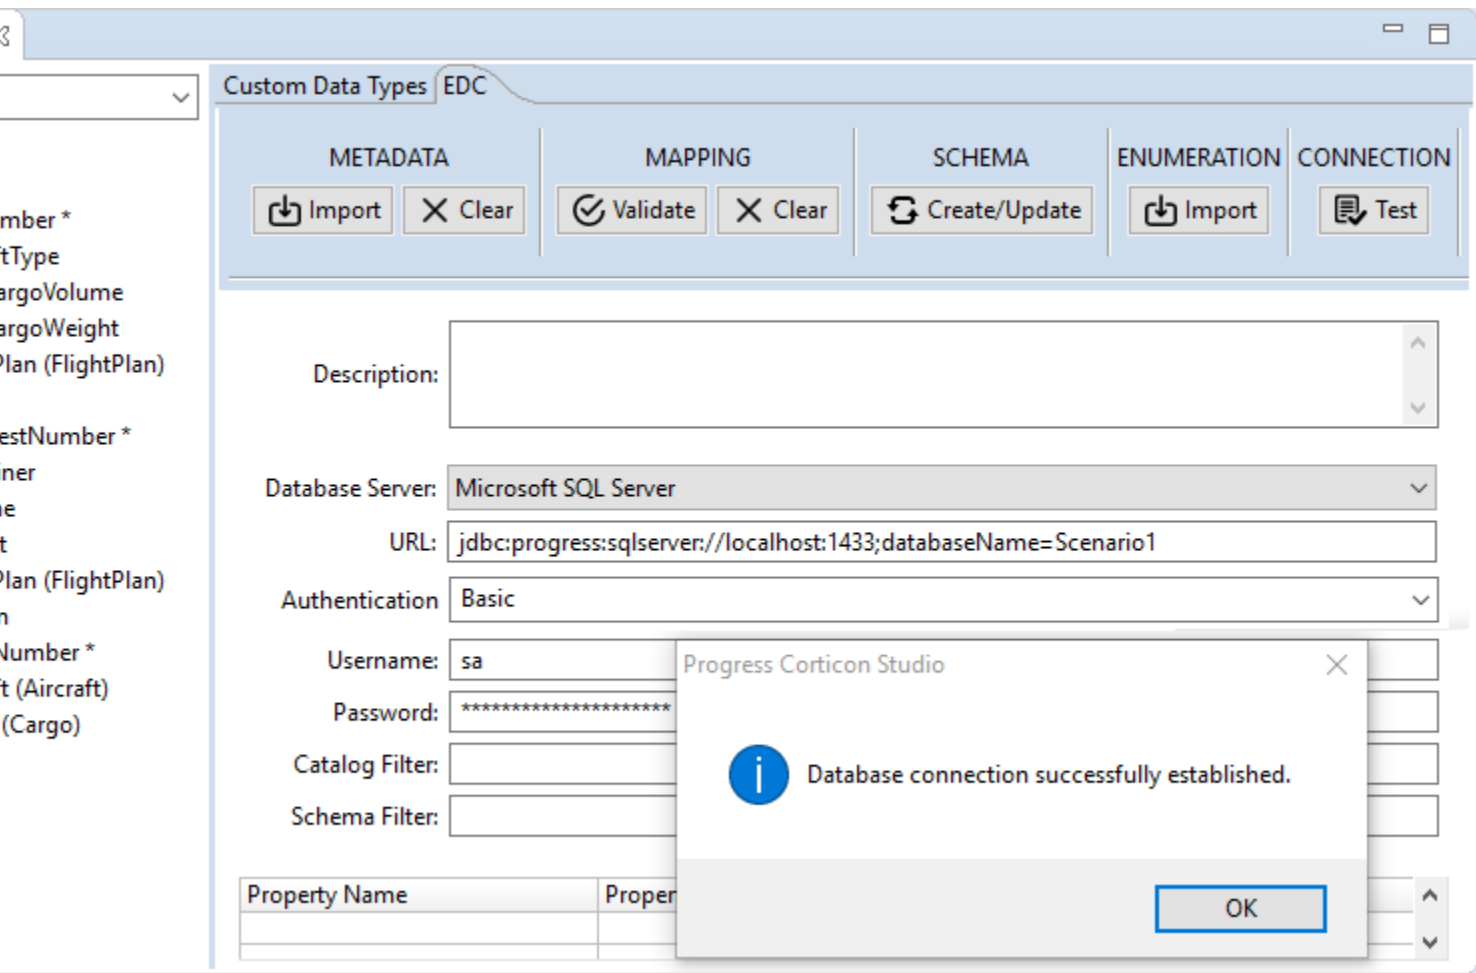 Custom Data Types EDC
METADATA MAPPING SCHEMA ENUMERATION CONNECTION
Import Clear Validate Clear Create/Update Import Test
mber *
tType
argoVolume
argoWeight
Plan (FlightPlan)
estNumber *
iner
ne
t
Plan (FlightPlan)
n
Number *
ft (Aircraft)
(Cargo)
Description:
Database Server: Microsoft SQL Server
URL: jdbc:progress:sqlserver://localhost:1433;databaseName=Scenario1
Authentication Basic
Username: sa
Password: *********************
Catalog Filter:
Schema Filter:
Property Name Proper
Progress Corticon Studio
Database connection successfully established.
OK